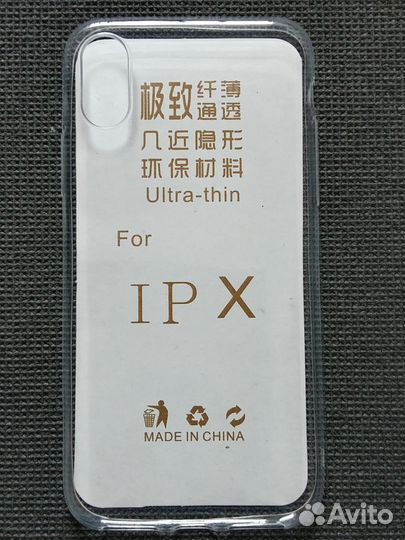 极致纤薄
通透
几近隐形
环保材料
Ultra-thin
For
IP X
MADE IN CHINA
Avito